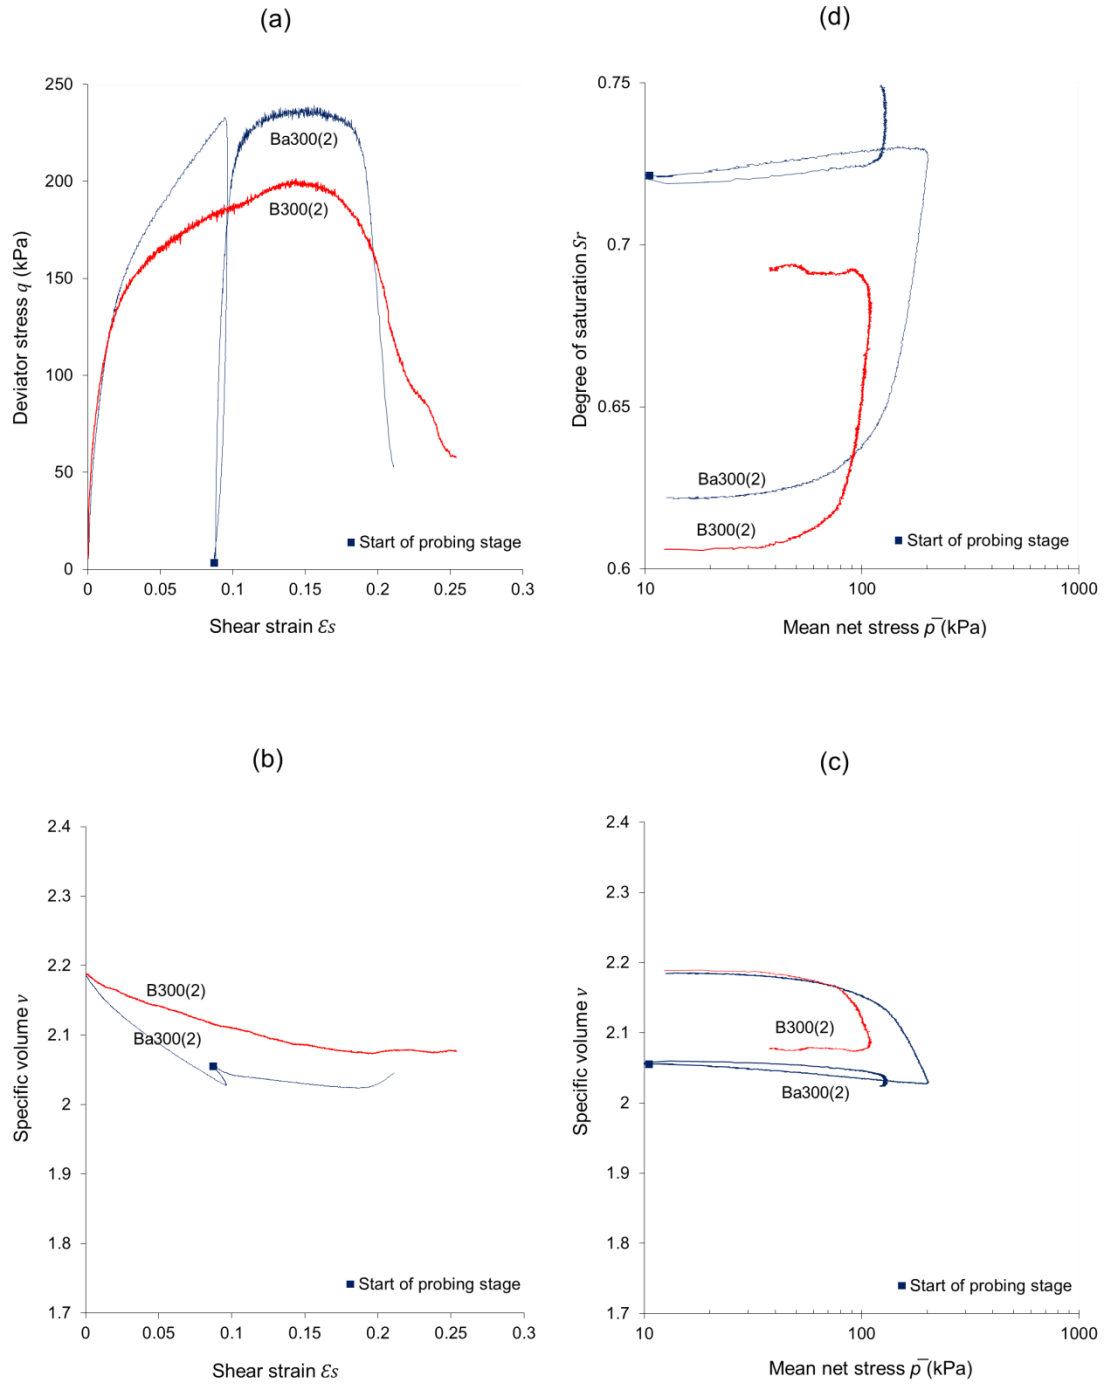 (a)
250
200
150
100
50
0
Deviator stress q (kPa)
Ba300(2)
B300(2)
■ Start of probing stage
0 0.05 0.1 0.15 0.2 0.25 0.3
Shear strain Ɛs
(d)
0.75
0.7
0.65
0.6
Degree of saturation Sr
Ba300(2)
B300(2)
■ Start of probing stage
10 100 1000
Mean net stress p̅ (kPa)
(b)
2.4
2.3
2.2
2.1
2
1.9
1.8
1.7
Specific volume v
B300(2)
Ba300(2)
■ Start of probing stage
0 0.05 0.1 0.15 0.2 0.25 0.3
Shear strain Ɛs
(c)
2.4
2.3
2.2
2.1
2
1.9
1.8
1.7
Specific volume v
B300(2)
Ba300(2)
■ Start of probing stage
10 100 1000
Mean net stress p̅ (kPa)